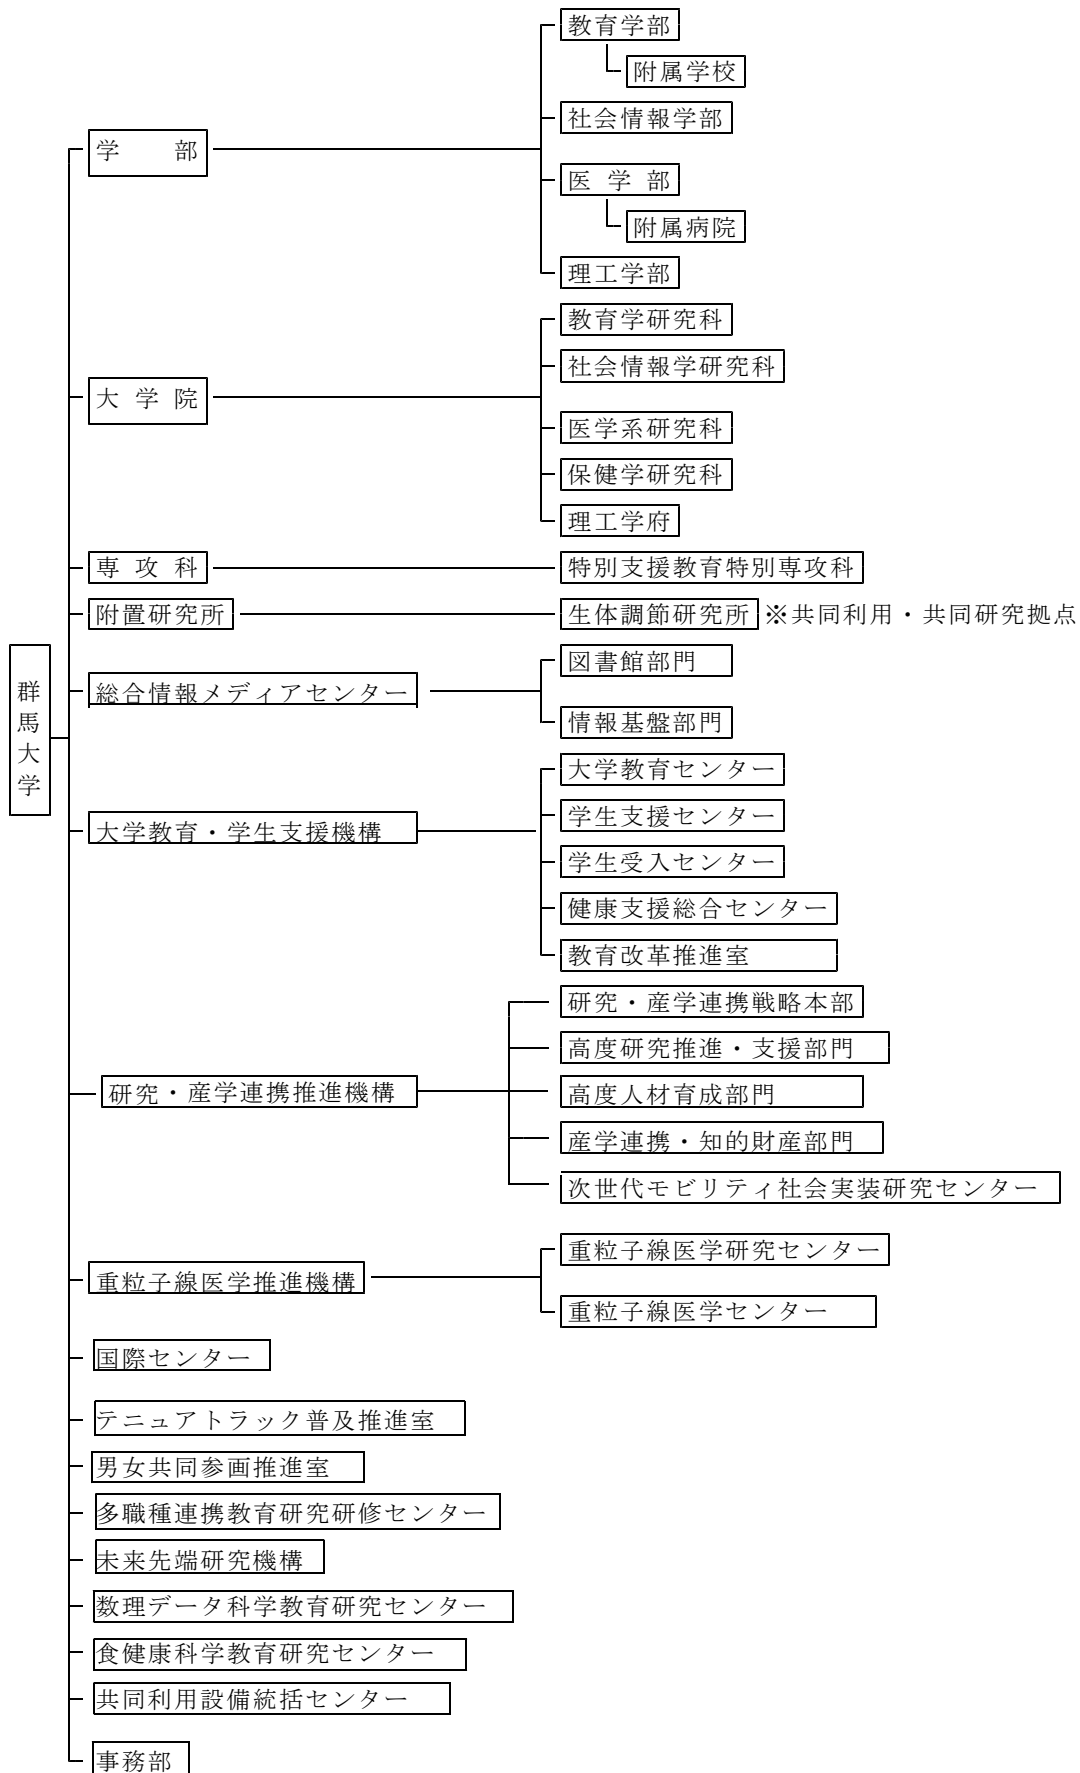 群馬大学
学　　部
教育学部
附属学校
社会情報学部
医 学 部
附属病院
理工学部
大 学 院
教育学研究科
社会情報学研究科
医学系研究科
保健学研究科
理工学府
専 攻 科
特別支援教育特別専攻科
附置研究所
生体調節研究所 ※共同利用・共同研究拠点
総合情報メディアセンター
図書館部門
情報基盤部門
大学教育・学生支援機構
大学教育センター
学生支援センター
学生受入センター
健康支援総合センター
教育改革推進室
研究・産学連携推進機構
研究・産学連携戦略本部
高度研究推進・支援部門
高度人材育成部門
産学連携・知的財産部門
次世代モビリティ社会実装研究センター
重粒子線医学推進機構
重粒子線医学研究センター
重粒子線医学センター
国際センター
テニュアトラック普及推進室
男女共同参画推進室
多職種連携教育研究研修センター
未来先端研究機構
数理データ科学教育研究センター
食健康科学教育研究センター
共同利用設備統括センター
事務部